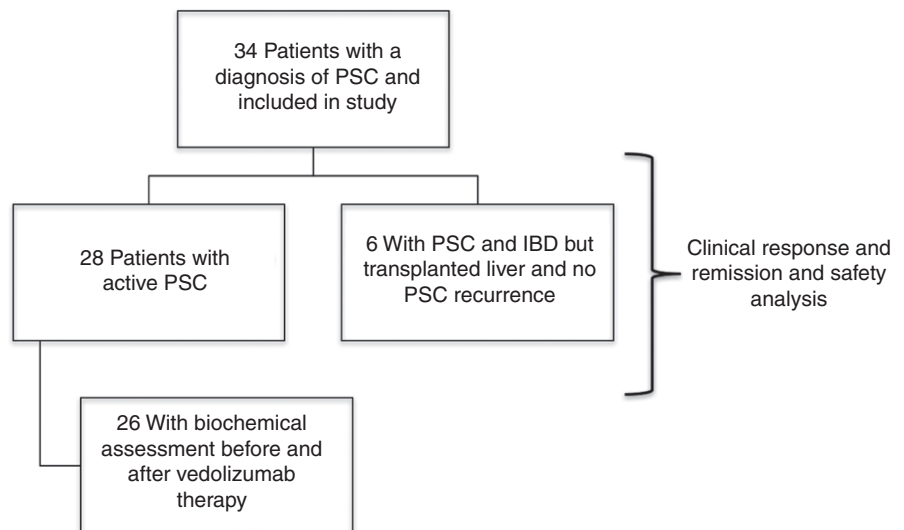 34 Patients with a
diagnosis of PSC and
included in study
28 Patients with
active PSC
6 With PSC and IBD but
transplanted liver and no
PSC recurrence
Clinical response and
remission and safety
analysis
26 With biochemical
assessment before and
after vedolizumab
therapy